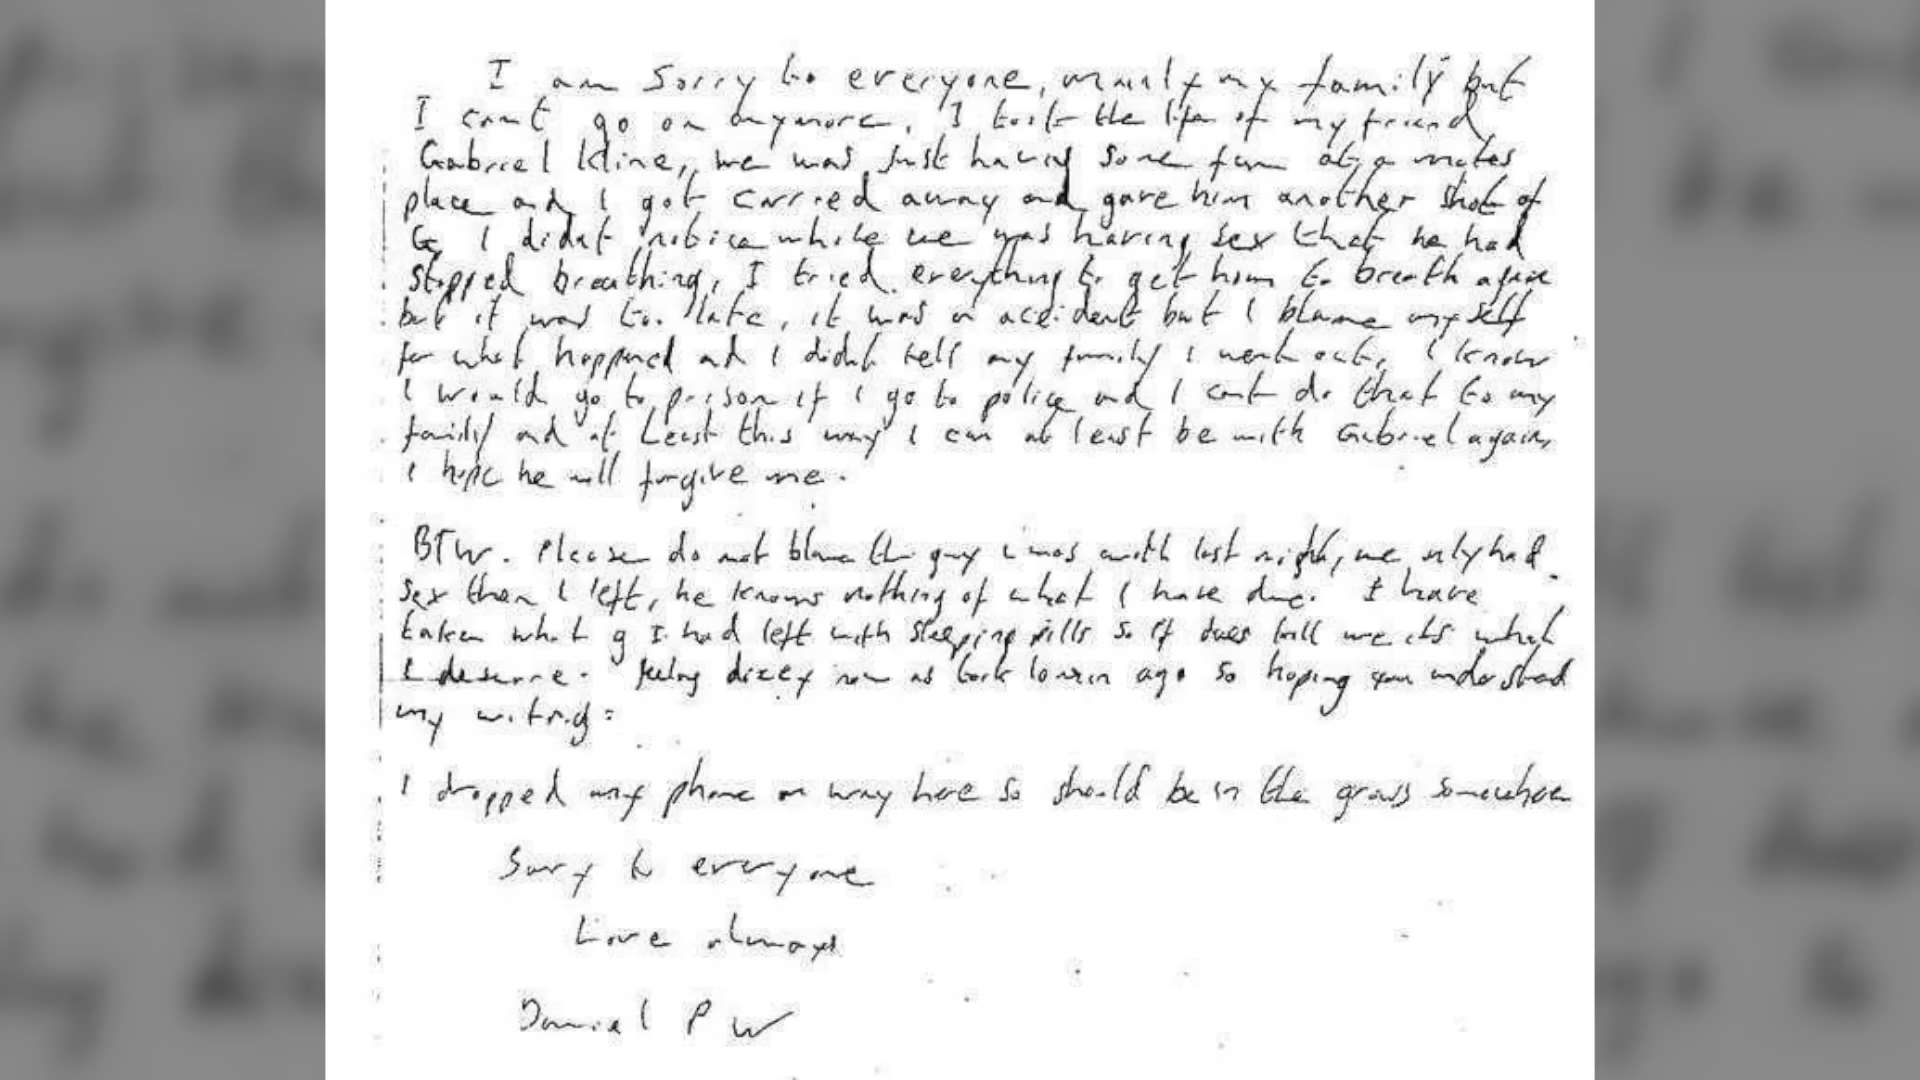 I am Sorry to everyone, mainly my family but
I cant go on anymore. I took the life of my friend
Gabriel Kline, we was just having some fun at a mates
place and I got carried away and gave him another shot of
G, I didnt notice while we was having sex that he had
stopped breathing, I tried everything to get him to breath again
but it was to late, it was a accident but I blame myself
for what happened and I didnt tell my family I went out, I know
I would go to prison if I go to police and I cant do that to my
family and at Least this way I can at least be with Gabriel again,
I hope he will forgive me.
BTW. Please do not blame the guy I was with last night, we only had
sex then I left, he knows nothing of what I have done. I have
taken what g I had left with sleeping pills so if it does kill me its what
I deserve. Feeling dizzy now as took 10min ago so hoping you understand
my writing.
I dropped my phone on way here so should be in the grass somewhere
Sorry to everyone
Love always
Daniel P W